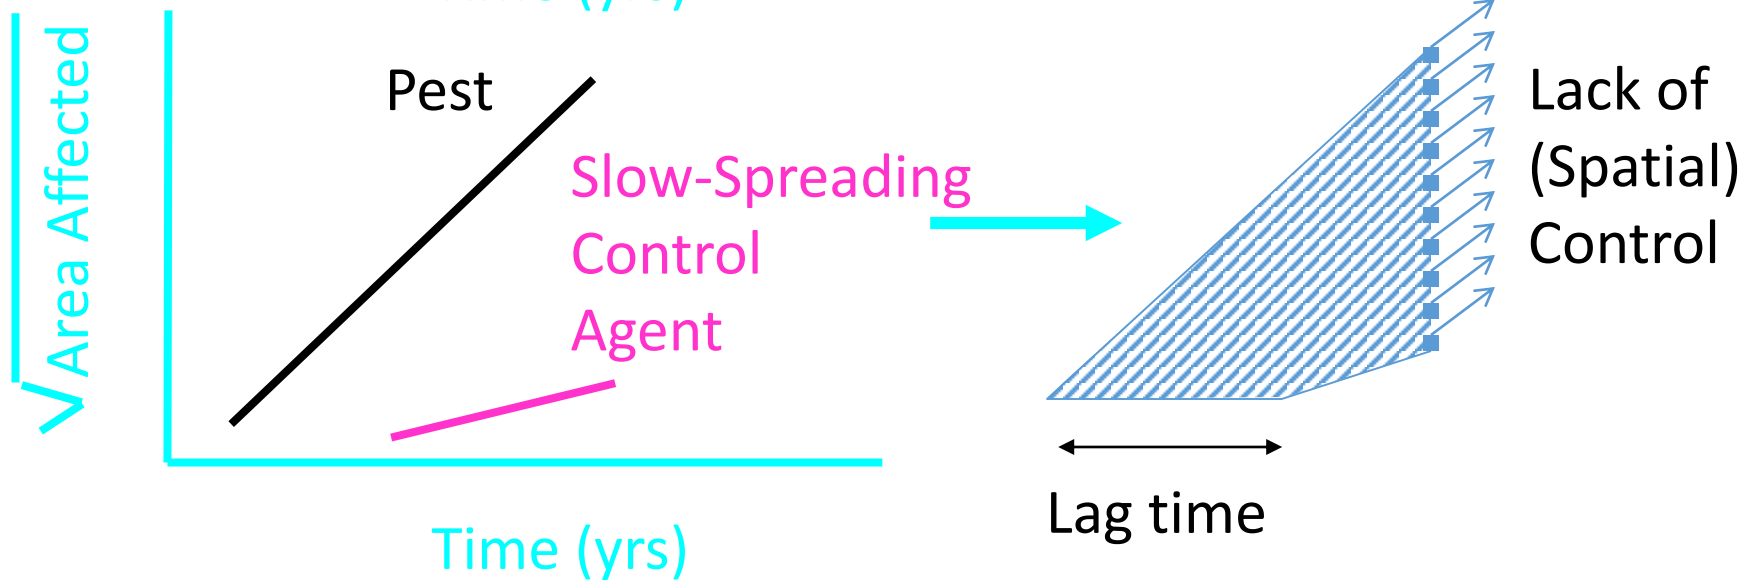 √Area Affected
Pest
Slow-Spreading
Control
Agent
Time (yrs)
Lack of
(Spatial)
Control
Lag time